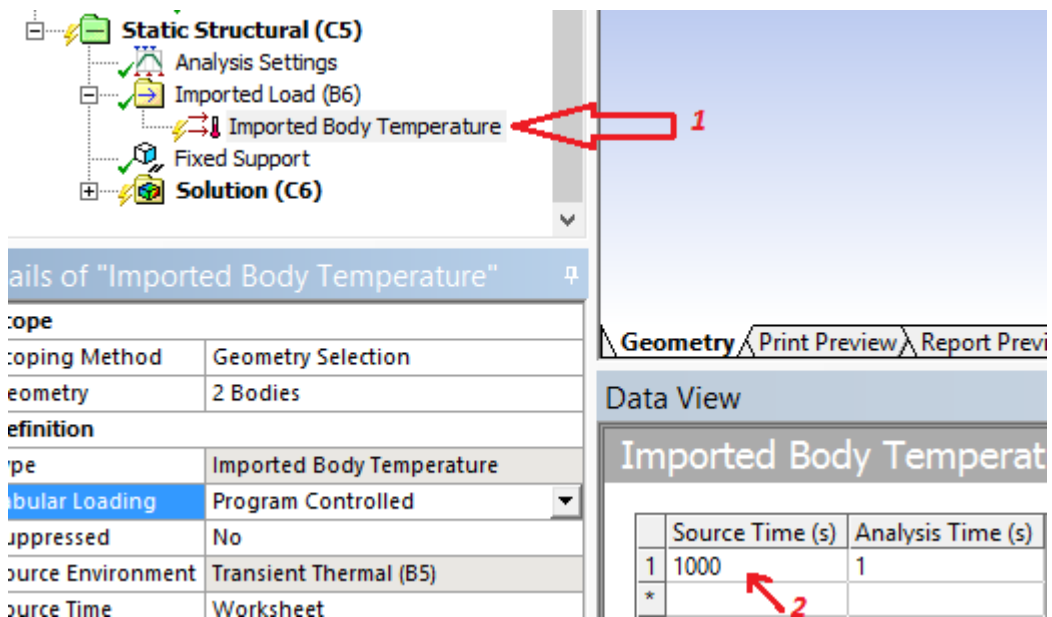 Static Structural (C5)
Analysis Settings
Imported Load (B6)
Imported Body Temperature
1
Fixed Support
Solution (C6)
ails of "Imported Body Temperature"
cope
coping Method Geometry Selection
eometry 2 Bodies
efinition
ype Imported Body Temperature
abular Loading Program Controlled
uppressed No
ource Environment Transient Thermal (B5)
ource Time Worksheet
Geometry Print Preview Report Previ
Data View
Imported Body Temperat
Source Time (s) Analysis Time (s)
1 1000 1
*
2